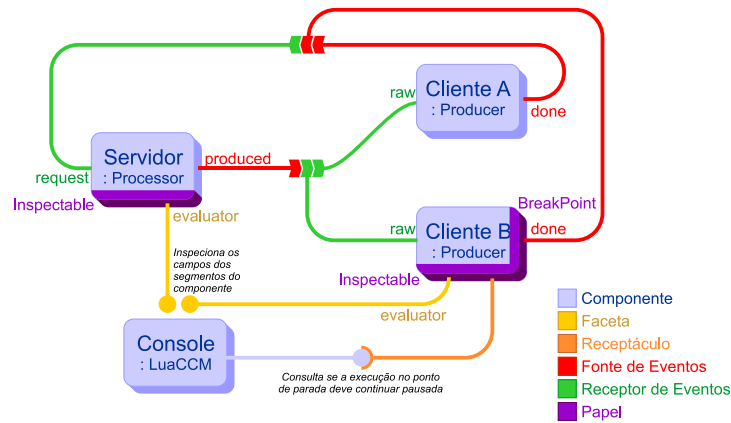 Cliente A
: Producer
raw
done
Servidor
: Processor
produced
request
Inspectable
evaluator
BreakPoint
raw
Cliente B
: Producer
done
Inspeciona os
campos dos
segmentos do
componente
Inspectable
evaluator
Console
: LuaCCM
Consulta se a execução no ponto
de parada deve continuar pausada
Componente
Faceta
Receptáculo
Fonte de Eventos
Receptor de Eventos
Papel